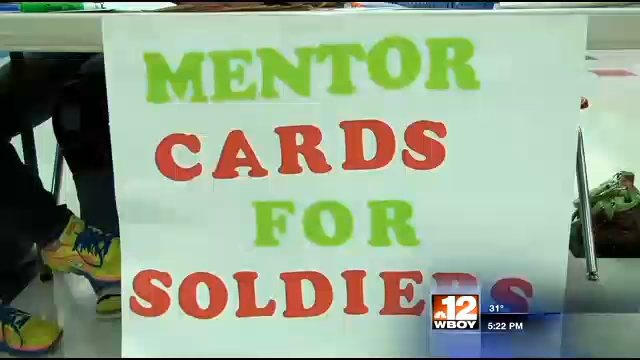 MENTOR
CARDS
FOR
SOLDIERS
12
WBOY
31°
5:22 PM